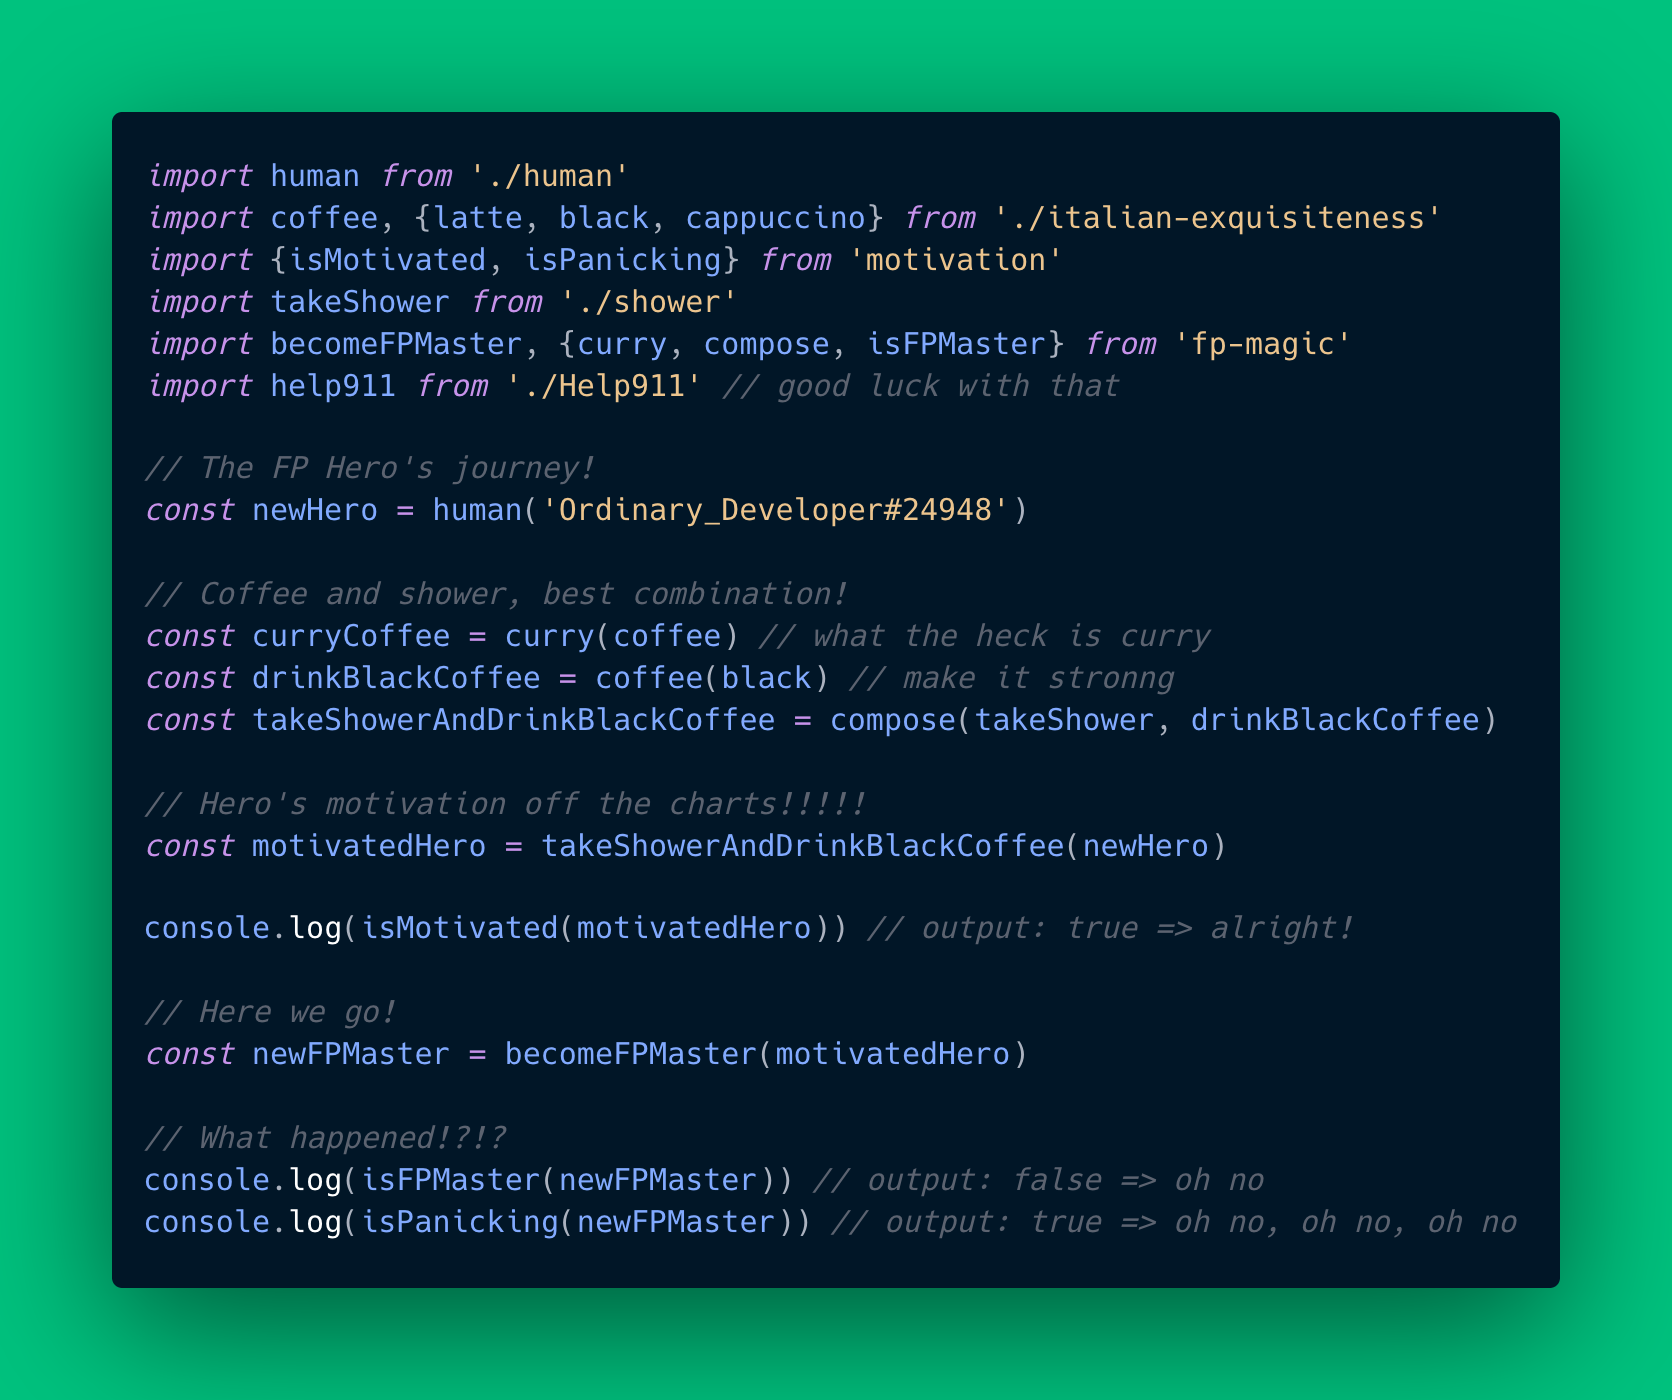 import human from './human'
import coffee, {latte, black, cappuccino} from './italian-exquisiteness'
import {isMotivated, isPanicking} from 'motivation'
import takeShower from './shower'
import becomeFPMaster, {curry, compose, isFPMaster} from 'fp-magic'
import help911 from './Help911' // good luck with that
// The FP Hero's journey!
const newHero = human('Ordinary_Developer#24948')
// Coffee and shower, best combination!
const curryCoffee = curry(coffee) // what the heck is curry
const drinkBlackCoffee = coffee(black) // make it stronng
const takeShowerAndDrinkBlackCoffee = compose(takeShower, drinkBlackCoffee)
// Hero's motivation off the charts!!!!!
const motivatedHero = takeShowerAndDrinkBlackCoffee(newHero)
console.log(isMotivated(motivatedHero)) // output: true => alright!
// Here we go!
const newFPMaster = becomeFPMaster(motivatedHero)
// What happened!?!?
console.log(isFPMaster(newFPMaster)) // output: false => oh no
console.log(isPanicking(newFPMaster)) // output: true => oh no, oh no, oh no